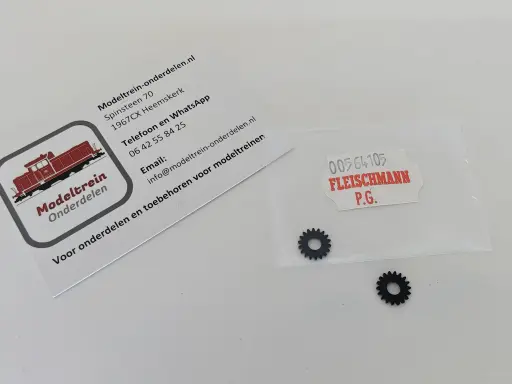 Modeltrein-onderdelen.nl
Spinsteen 70
1967CX Heemskerk
Telefoon en WhatsApp
06 42 55 84 25
Email:
info@modeltrein-onderdelen.nl
Voor onderdelen en toebehoren voor modeltreinen
Modeltrein
Onderdelen
00564105
FLEISCHMANN
P.G.